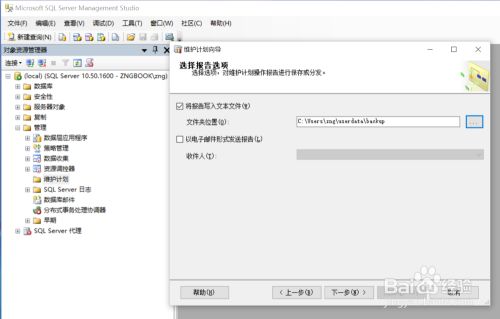 Microsoft SQL Server Management Studio
文件(F) 编辑(E) 查看(V) 调试(D) 工具(T) 窗口(W) 社区(C) 帮助(H)
新建查询(N)
对象资源管理器
连接
(local) (SQL Server 10.50.1600 - ZNGBOOK\zng)
数据库
安全性
服务器对象
复制
管理
数据层应用程序
策略管理
数据收集
资源调控器
维护计划
SQL Server 日志
数据库邮件
分布式事务处理协调器
早期
SQL Server 代理
维护计划向导
选择报告选项
选择选项，对维护计划操作报告进行保存或分发。
将报告写入文本文件(W)
文件夹位置(O):
C:\Users\zng\userdata\backup
...
以电子邮件形式发送报告(L)
收件人(T):
帮助(H)
< 上一步(B)
下一步(N) >
取消
Baidu 经验